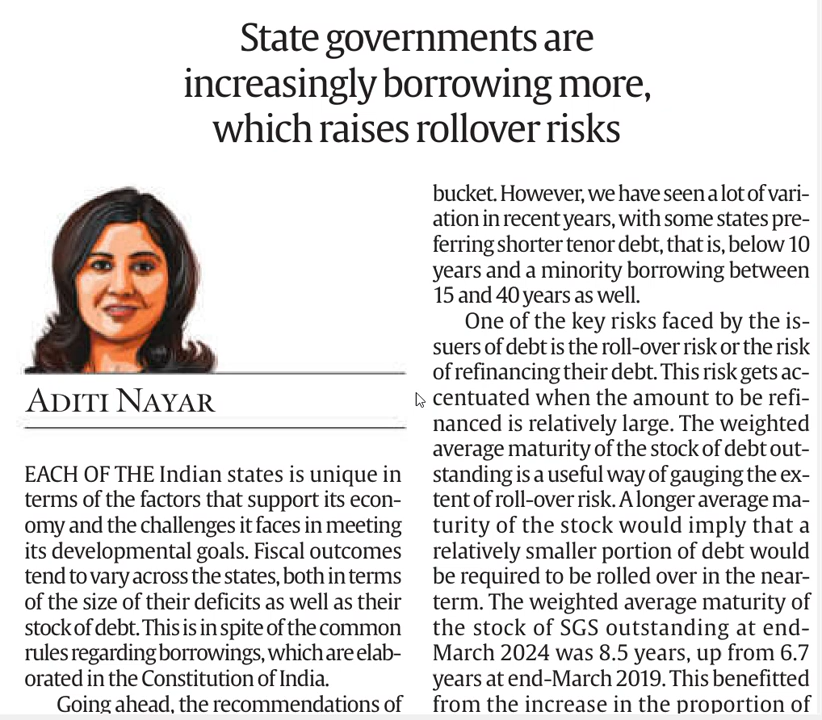 State governments are
increasingly borrowing more,
which raises rollover risks
ADITI NAYAR
EACH OF THE Indian states is unique in
terms of the factors that support its econ-
omy and the challenges it faces in meeting
its developmental goals. Fiscal outcomes
tend to vary across the states, both in terms
of the size of their deficits as well as their
stock of debt. This is in spite of the common
rules regarding borrowings, which are elab-
orated in the Constitution of India.
Going ahead, the recommendations of
bucket. However, we have seen a lot of vari-
ation in recent years, with some states pre-
ferring shorter tenor debt, that is, below 10
years and a minority borrowing between
15 and 40 years as well.
One of the key risks faced by the is-
suers of debt is the roll-over risk or the risk
of refinancing their debt. This risk gets ac-
centuated when the amount to be refi-
nanced is relatively large. The weighted
average maturity of the stock of debt out-
standing is a useful way of gauging the ex-
tent of roll-over risk. A longer average ma-
turity of the stock would imply that a
relatively smaller portion of debt would
be required to be rolled over in the near-
term. The weighted average maturity of
the stock of SGS outstanding at end-
March 2024 was 8.5 years, up from 6.7
years at end-March 2019. This benefitted
from the increase in the proportion of